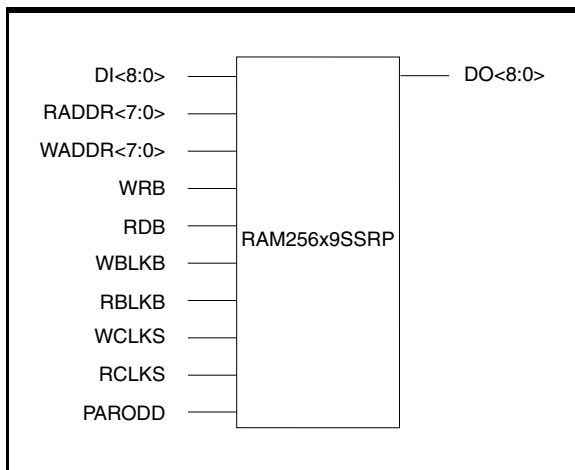 DI<8:0>
DO<8:0>
RADDR<7:0>
WADDR<7:0>
WRB
RDB
RAM256x9SSRP
WBLKB
RBLKB
WCLKS
RCLKS
PARODD